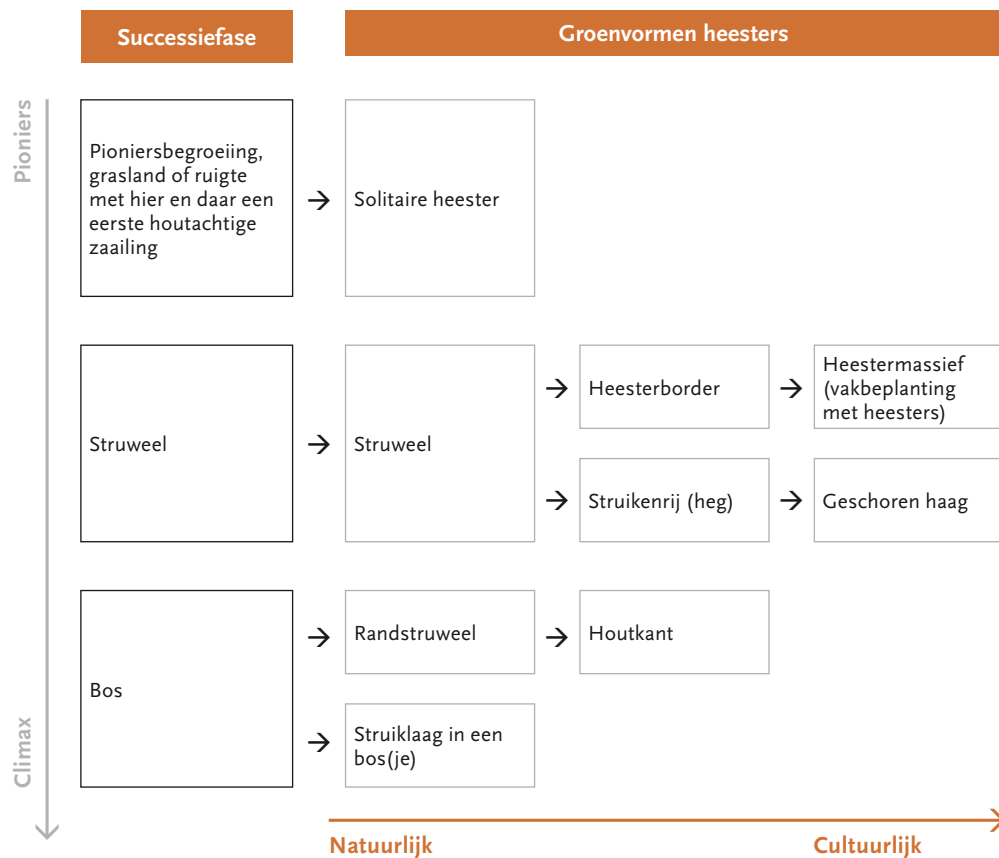 Successiefase
Groenvormen heesters
Pioniers
Pioniersbegroeiing,
grasland of ruigte
met hier en daar een
eerste houtachtige
zaailing
→
Solitaire heester
Struweel
→
Struweel
→
Heesterborder
→
Heestermassief
(vakbeplanting
met heesters)
→
Struikenrij (heg)
→
Geschoren haag
Bos
→
Randstruweel
→
Houtkant
→
Struiklaag in een
bos(je)
Climax
Natuurlijk
Cultuurlijk